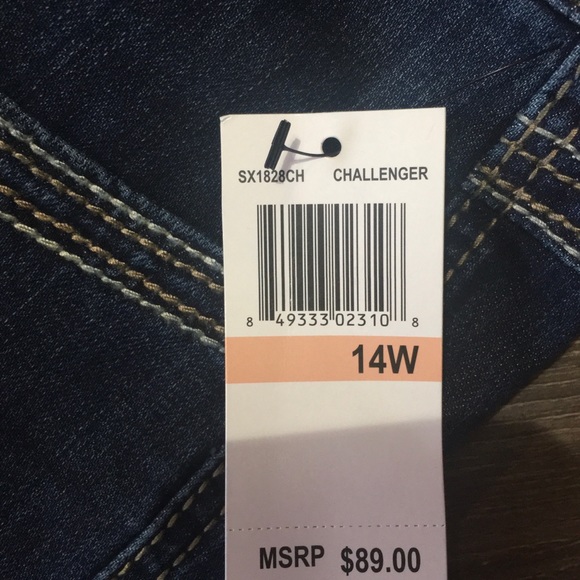 SX1828CH CHALLENGER
8 49333 02310 8
14W
MSRP $89.00